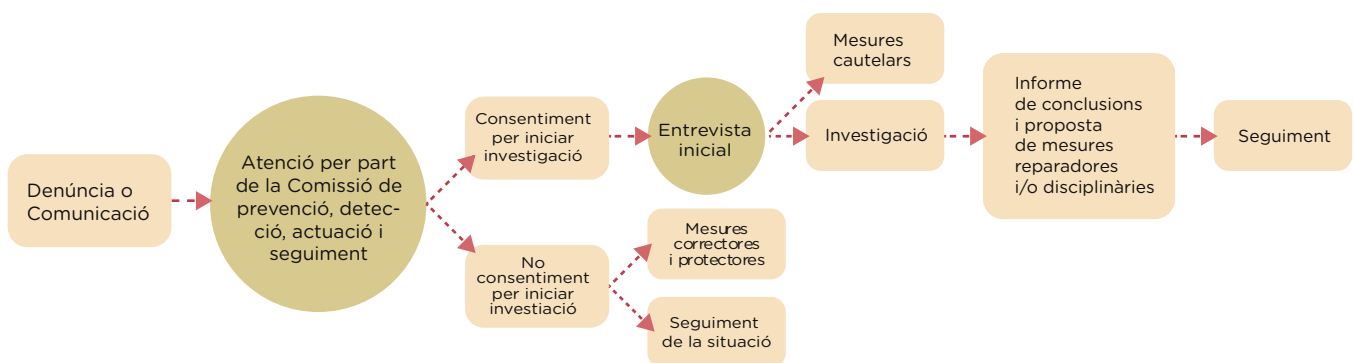 Denúncia o
Comunicació
Atenció per part
de la Comissió de
prevenció, detec-
ció, actuació i
seguiment
Consentiment
per iniciar
investigació
Entrevista
inicial
Mesures
cautelars
Investigació
Informe
de conclusions
i proposta
de mesures
reparadores
i/o disciplinàries
Seguiment
No
consentiment
per iniciar
investiació
Mesures
correctores
i protectores
Seguiment
de la situació